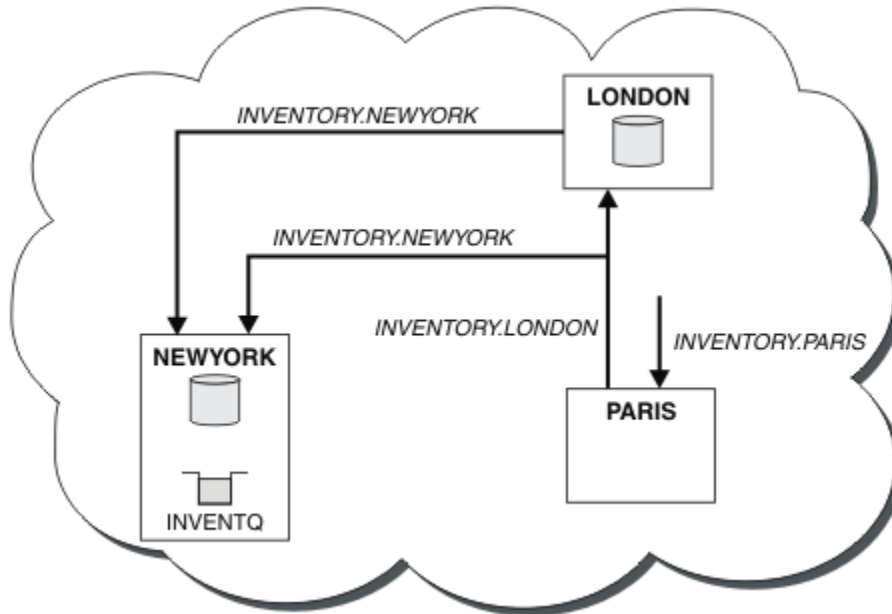 LONDON
INVENTORY.NEWYORK
INVENTORY.NEWYORK
INVENTORY.LONDON
INVENTORY.PARIS
NEWYORK
PARIS
INVENTQ